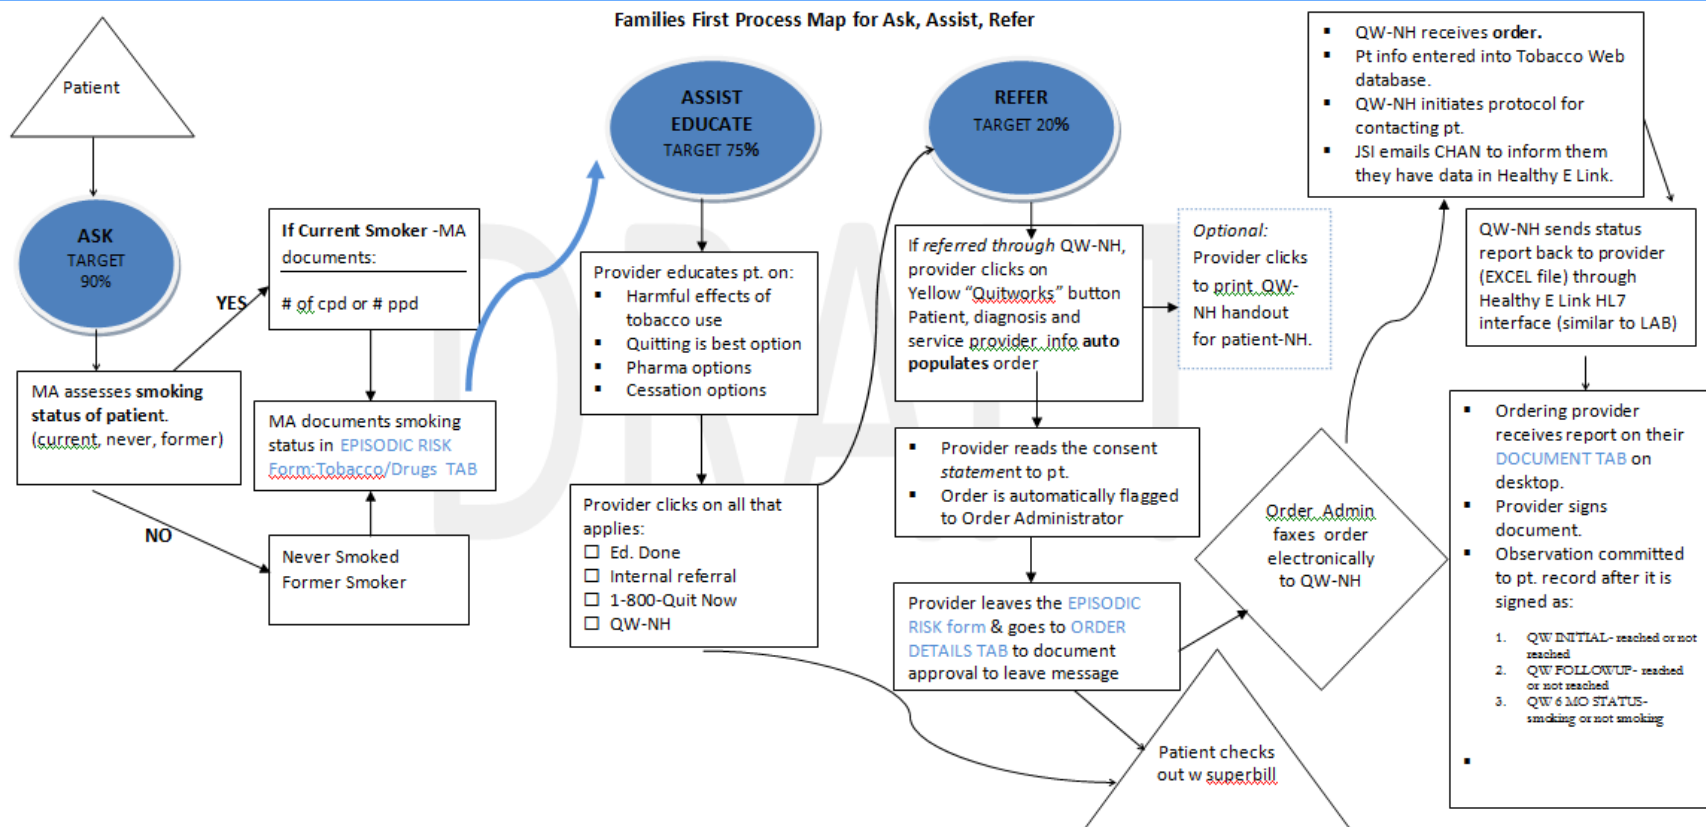 Families First Process Map for Ask, Assist, Refer
Patient
ASK
TARGET
90%
MA assesses smoking
status of patient.
(current, never, former)
YES
NO
If Current Smoker -MA
documents:
# of cpd or # ppd
MA documents smoking
status in EPISODIC RISK
Form:Tobacco/Drugs TAB
Never Smoked
Former Smoker
ASSIST
EDUCATE
TARGET 75%
Provider educates pt. on:
▪ Harmful effects of
tobacco use
▪ Quitting is best option
▪ Pharma options
▪ Cessation options
Provider clicks on all that
applies:
☐ Ed. Done
☐ Internal referral
☐ 1-800-Quit Now
☐ QW-NH
REFER
TARGET 20%
If referred through QW-NH,
provider clicks on
Yellow “Quitworks” button
Patient, diagnosis and
service provider info auto
populates order
Optional:
Provider clicks
to print QW-
NH handout
for patient-NH.
▪ Provider reads the consent
statement to pt.
▪ Order is automatically flagged
to Order Administrator
Provider leaves the EPISODIC
RISK form & goes to ORDER
DETAILS TAB to document
approval to leave message
Patient checks
out w superbill
Order Admin
faxes order
electronically
to QW-NH
▪ QW-NH receives order.
▪ Pt info entered into Tobacco Web
database.
▪ QW-NH initiates protocol for
contacting pt.
▪ JSI emails CHAN to inform them
they have data in Healthy E Link.
QW-NH sends status
report back to provider
(EXCEL file) through
Healthy E Link HL7
interface (similar to LAB)
▪ Ordering provider
receives report on their
DOCUMENT TAB on
desktop.
▪ Provider signs
document.
▪ Observation committed
to pt. record after it is
signed as:
1. QW INITIAL- reached or not
reached
2. QW FOLLOWUP- reached
or not reached
3. QW 6 MO STATUS-
smoking or not smoking
▪
DRAFT